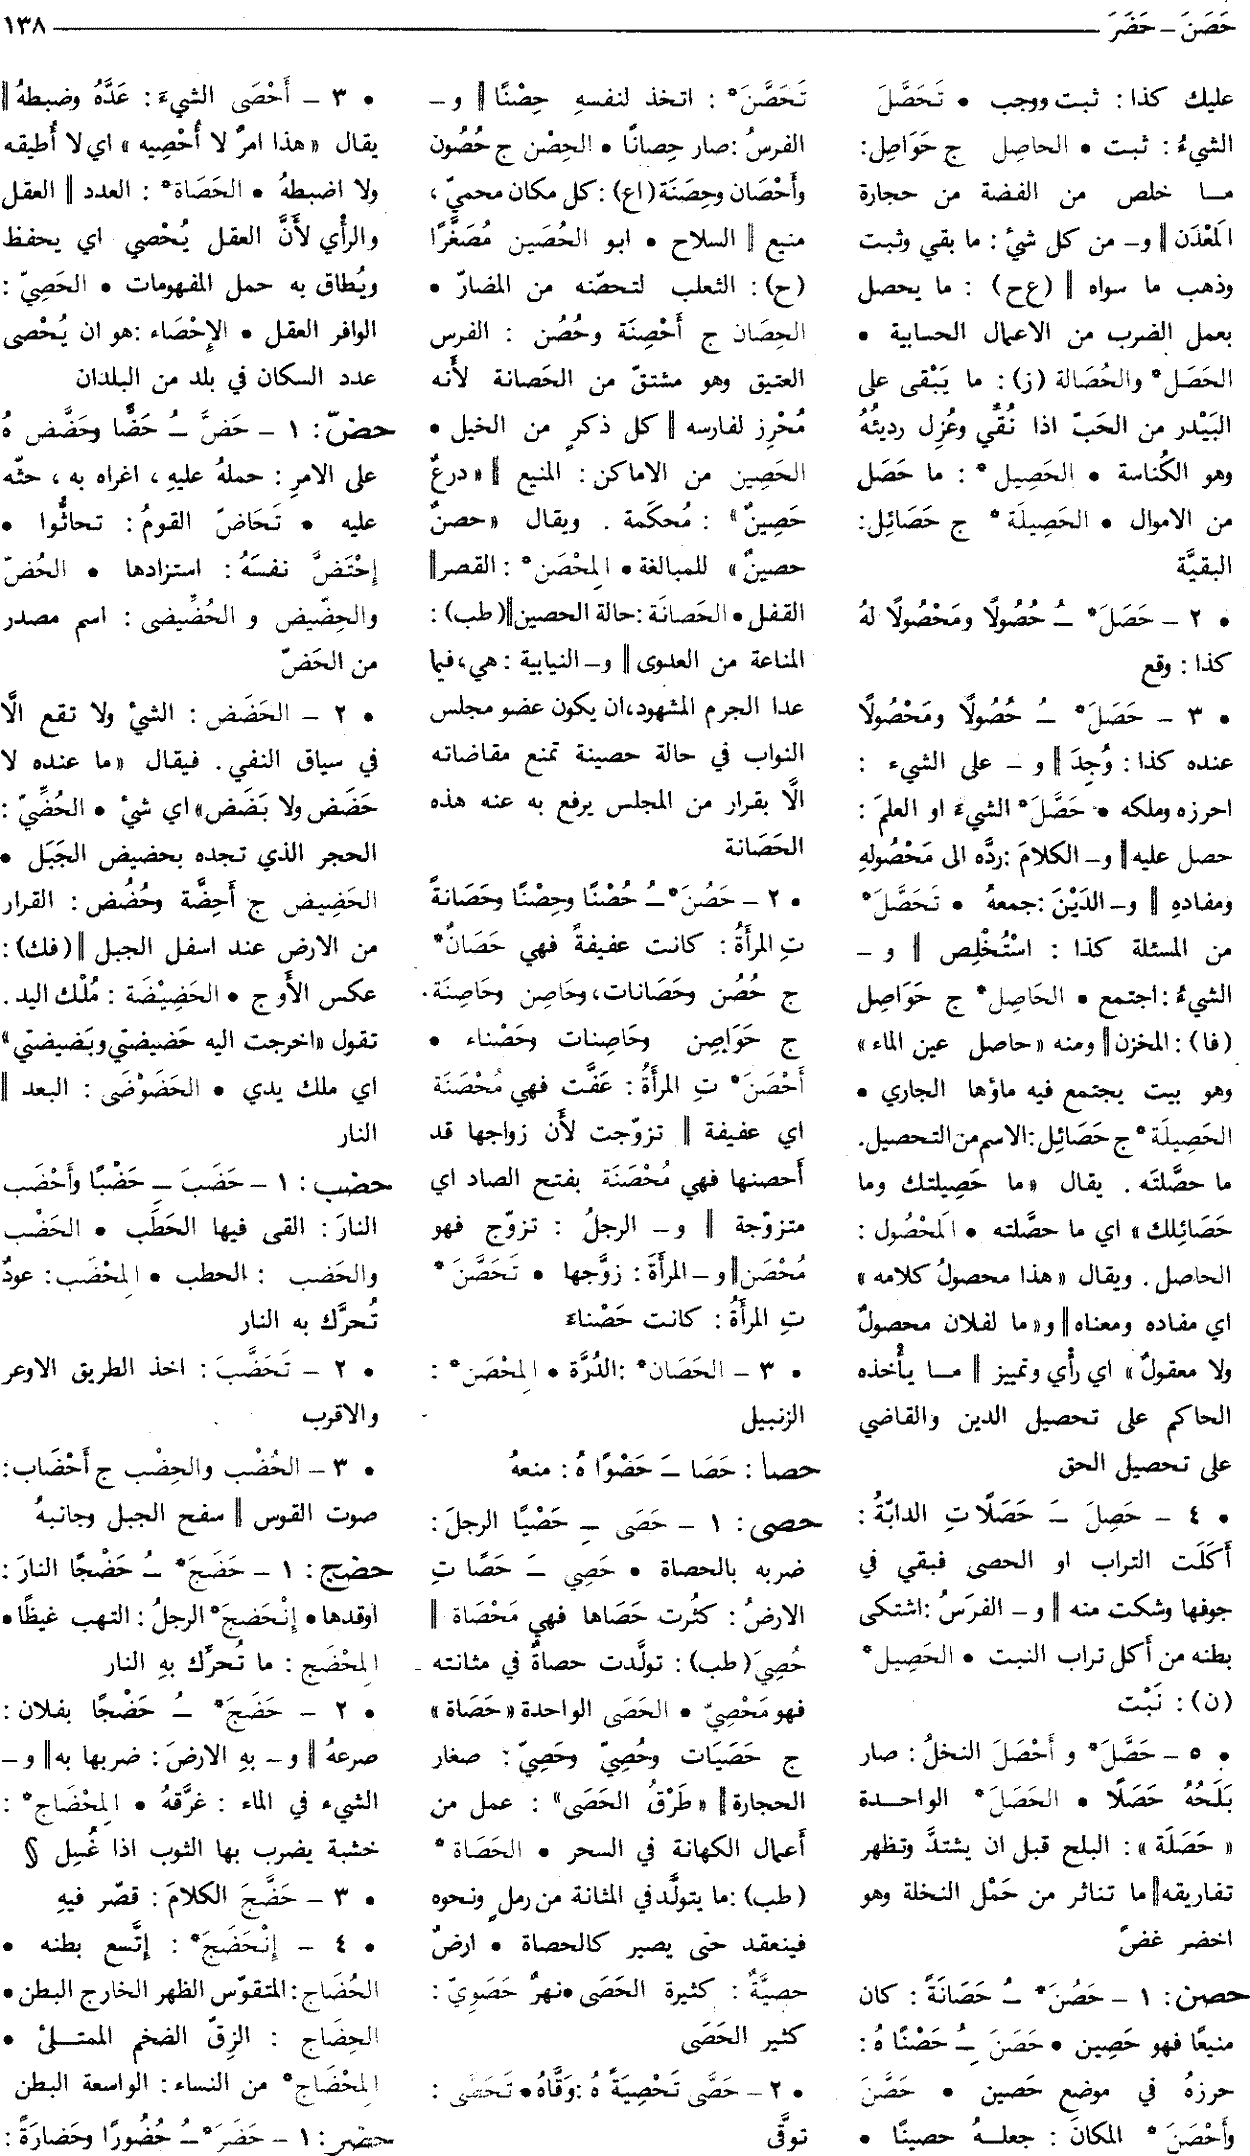 حَصَنَ – حَضَرَ
١٣٨
عليك كذا : ثبت ووجب • تَحَصَّلَ
الشيءُ : ثبت • الحاصِل ج حَوَاصِل :
مـا خلص من الفضة من حجارة
المَعْدَن ‖ و– من كل شيٴ : ما بقي وثبت
وذهب ما سواه ‖ (ع‌ح) : ما يحصل
بعمل الضرب من الاعمال الحسابية •
الحَصَل* والحُصَالة (ز) : ما يَبْقى على
البَيْدر من الحَبّ اذا نُقّي وعُزِل رديئُهُ
وهو الكُناسة • الحَصِيل* : ما حَصَل
من الاموال • الحَصِيلَة* ج حَصَائِل :
البقيَّة
• ٢ – حَصَلَ* ـُ حُصُولًا ومَحْصُولًا لهُ
كذا : وقع
• ٣ – حَصَلَ* ـُ حُصُولًا ومَحْصُولًا
عنده كذا : وُجِدَ ‖ و – على الشيء :
احرزه وملكه • حَصَّلَ* الشيءَ او العلمَ :
حصل عليه ‖ و– الكلامَ : ردَّه الى مَحْصُولهِ
ومفادهِ ‖ و– الدَيْنَ : جمعهُ • تَحَصَّلَ*
من المسئلة كذا : اسْتُخْلِص ‖ و –
الشيءُ : اجتمع • الحَاصِل* ج حَوَاصِل
(فا) : المخزن ‖ ومنه «حاصل عين الماء»
وهو بيت يجتمع فيه ماؤها الجاري •
الحَصِيلَة* ج حَصَائِل : الاسم من التحصيل .
ما حصَّلتَه . يقال «ما حَصِيلتك وما
حَصَائِلك» اي ما حصَّلته • المَحْصُول :
الحاصل . ويقال «هذا محصولُ كلامه»
اي مفاده ومعناه ‖ و«ما لفلان محصولٌ
ولا معقولٌ» اي رأْي وتمييز ‖ مـا يأْخذه
الحاكم على تحصيل الدين والقاضي
على تحصيل الحق
• ٤ – حَصِلَ ـَ حَصَلًا تِ الدابّةُ :
أكَلَت التراب او الحصى فبقي في
جوفها وشكت منه ‖ و– الفرَسُ : اشتكى
بطنه من أكل تراب النبت • الحَصِيل*
(ن) : نَبْت
• ٥ – حَصَّلَ* و أَحْصَلَ النخلُ : صار
بَلَحُهُ حَصَلًا • الحَصَل* الواحـدة
«حَصَلَة» : البلح قبل ان يشتدَّ وتظهر
تفاريقه ‖ ما تناثر من حَمْل النخلة وهو
اخضر غضّ
حصن : ١ – حَصُنَ* ـُ حَصَانَةً : كان
منيعًا فهو حَصِين • حَصَنَ ـِـُ حَصْنًا هُ :
حرزهُ في موضع حَصين • حَصَّنَ
وأَحْصَنَ* المكانَ : جعلـهُ حصينًا •
تَحَصَّنَ* : اتخذ لنفسهِ حِصْنًا ‖ و–
الفرسُ : صار حِصانًا • الحِصْن ج حُصُون
وأَحْصَان وحِصَنَة (اع) : كل مكان محميّ ،
منيع ‖ السلاح • ابو الحُصَين مُصَغَّرًا
(ح) : الثعلب لتحصّنه من المضارّ •
الحِصَان ج أَحْصِنَة وحُصُن : الفرس
العتيق وهو مشتقّ من الحَصانة لأَنه
مُحْرِز لفارسه ‖ كل ذكرٍ من الخيل •
الحَصِين من الاماكن : المنيع ‖ «درعٌ
حَصِينٌ» : مُحكَمة . ويقال «حصنٌ
حصينٌ» للمبالغة • المِحْصَن* : القصر ‖
القفل • الحَصانَة : حالة الحصين ‖ (طب) :
المناعة من العدوى ‖ و– النيابية : هي ، فيما
عدا الجرم المشهود ، ان يكون عضو مجلس
النواب في حالة حصينة تمنع مقاضاته
الَّا بقرار من المجلس يرفع به عنه هذه
الحَصَانة
• ٢ – حَصُنَ* ـُ حُصْنًا وحِصْنًا وحَصَانةً
تِ المرأَةُ : كانت عفيفةً فهي حَصَانٌ*
ج حُصُن وحَصَانات ، وحَاصِن وحَاصِنَة .
ج حَوَاصِن وحَاصِنات وحَصْناء •
أَحْصَنَ* تِ المرأَةُ : عَفَّت فهي مُحْصَنَة
اي عفيفة ‖ تزوّجت لأَن زواجها قد
أَحصنها فهي مُحْصَنَة بفتح الصاد اي
متزوّجة ‖ و– الرجلُ : تزوّج فهو
مُحْصَن ‖ و– المرأَةَ : زوَّجها • تَحَصَّنَ*
تِ المرأَةُ : كانت حَصْناءَ
• ٣ – الحَصَان* : الدُرَّة • المِحْصَن* :
الزنبيل
حصا : حَصَا ـَ حَصْوًا هُ : منعهُ
حصى : ١ – حَصَى ـِ حَصْيًا الرجلَ :
ضربه بالحصاة • حَصِي ـَ حَصًا تِ
الارضُ : كثُرت حَصَاها فهي مَحْصَاة ‖
حُصِيَ (طب) : تولَّدت حصاةٌ في مثانته
فهو مَحْصِيّ • الحَصَى الواحدة «حَصَاة»
ج حَصَيَات وحُصِيّ وحَصِيّ : صغار
الحجارة ‖ «طَرْقُ الحَصَى» : عمل من
أعمال الكهانة في السحر • الحَصَاة*
(طب) : ما يتولَّد في المثانة من رمل ونحوه
فينعقد حتى يصير كالحصاة • ارضٌ
حصيَّةٌ : كثيرة الحَصَى • نهرٌ حَصَوِيّ :
كثير الحَصَى
• ٢ – حَصَّى تَحْصِيَةً هُ : وَقَّاهُ • تَحَصَّى :
توقَّى
• ٣ – أَحْصَى الشيءَ : عَدَّهُ وضبطهُ ‖
يقال «هذا امرٌ لا أُحْصِيه» اي لا أُطيقه
ولا اضبطهُ • الحَصَاة* : العدد ‖ العقل
والرأْي لأَنَّ العقل يُحْصي اي يحفظ
ويُطاق به حمل المفهومات • الحَصِيّ :
الوافر العقل • الإِحْصَاء : هو ان يُحْصى
عدد السكان في بلد من البلدان
حضّ : ١ – حَضَّ ـُ حَضًّا وحَضَّض هُ
على الامرِ : حملهُ عليهِ ، اغراه به ، حثّه
عليه • تَحَاضّ القومُ : تحاثُّوا •
إِحْتَضَّ نفسَهُ : استزادها • الحُضّ
والحِضّيض و الحُضِّيضى : اسم مصدر
من الحَضّ
• ٢ – الحَضَض : الشيٴ ولا تقع الَّا
في سياق النفي . فيقال «ما عنده لا
حَضَض ولا بَضَض» اي شيٴ • الحُضِّيّ :
الحجر الذي تجده بحضيض الجَبَل •
الحَضِيض ج أَحِضَّة وحُضُض : القرار
من الارض عند اسفل الجبل ‖ (فك) :
عكس الأَوج • الحَضِيْضَة : مُلْك اليد .
تقول «اخرجت اليه حَضيضتي وبَضيضتي»
اي ملك يدي • الحَضَوْضَى : البعد ‖
النار
حضب : ١ – حَضَبَ ـِ حَضْبًا وأَحْضَب
النارَ : القى فيها الحَطَب • الحَضْب
والحَضب : الحطب • المِحْضَب : عودٌ
تُحرَّك به النار
• ٢ – تَحَضَّبَ : اخذ الطريق الاوعر
والاقرب
• ٣ – الحُضْب والحِضْب ج أَحْضَاب :
صوت القوس ‖ سفح الجبل وجانبهُ
حضج : ١ – حَضَجَ* ـُ حَضْجًا النارَ :
اوقدها • إِنْحَضَجَ* الرجلُ : التهب غيظًا •
المِحْضَج : ما تُحرَّك بهِ النار
• ٢ – حَضَجَ* ـُ حَضْجًا بفلان :
صرعهُ ‖ و– بهِ الارضَ : ضربها به ‖ و–
الشيء في الماء : غرَّقهُ • المِحْضَاج* :
خشبة يضرب بها الثوب اذا غُسِل §
• ٣ – حَضَّجَ الكلامَ : قصّر فيهِ
• ٤ – إِنْحَضَجَ* : إِتَّسع بطنه •
الحُضَاج : المتقوّس الظهر الخارج البطن •
الحِضَاج : الزِقّ الضخم الممتـلئ •
المِحْضَاج* من النساء : الواسعة البطن
حضر : ١ – حَضَرَ* ـُ حُضُورًا وحَضارَةً :